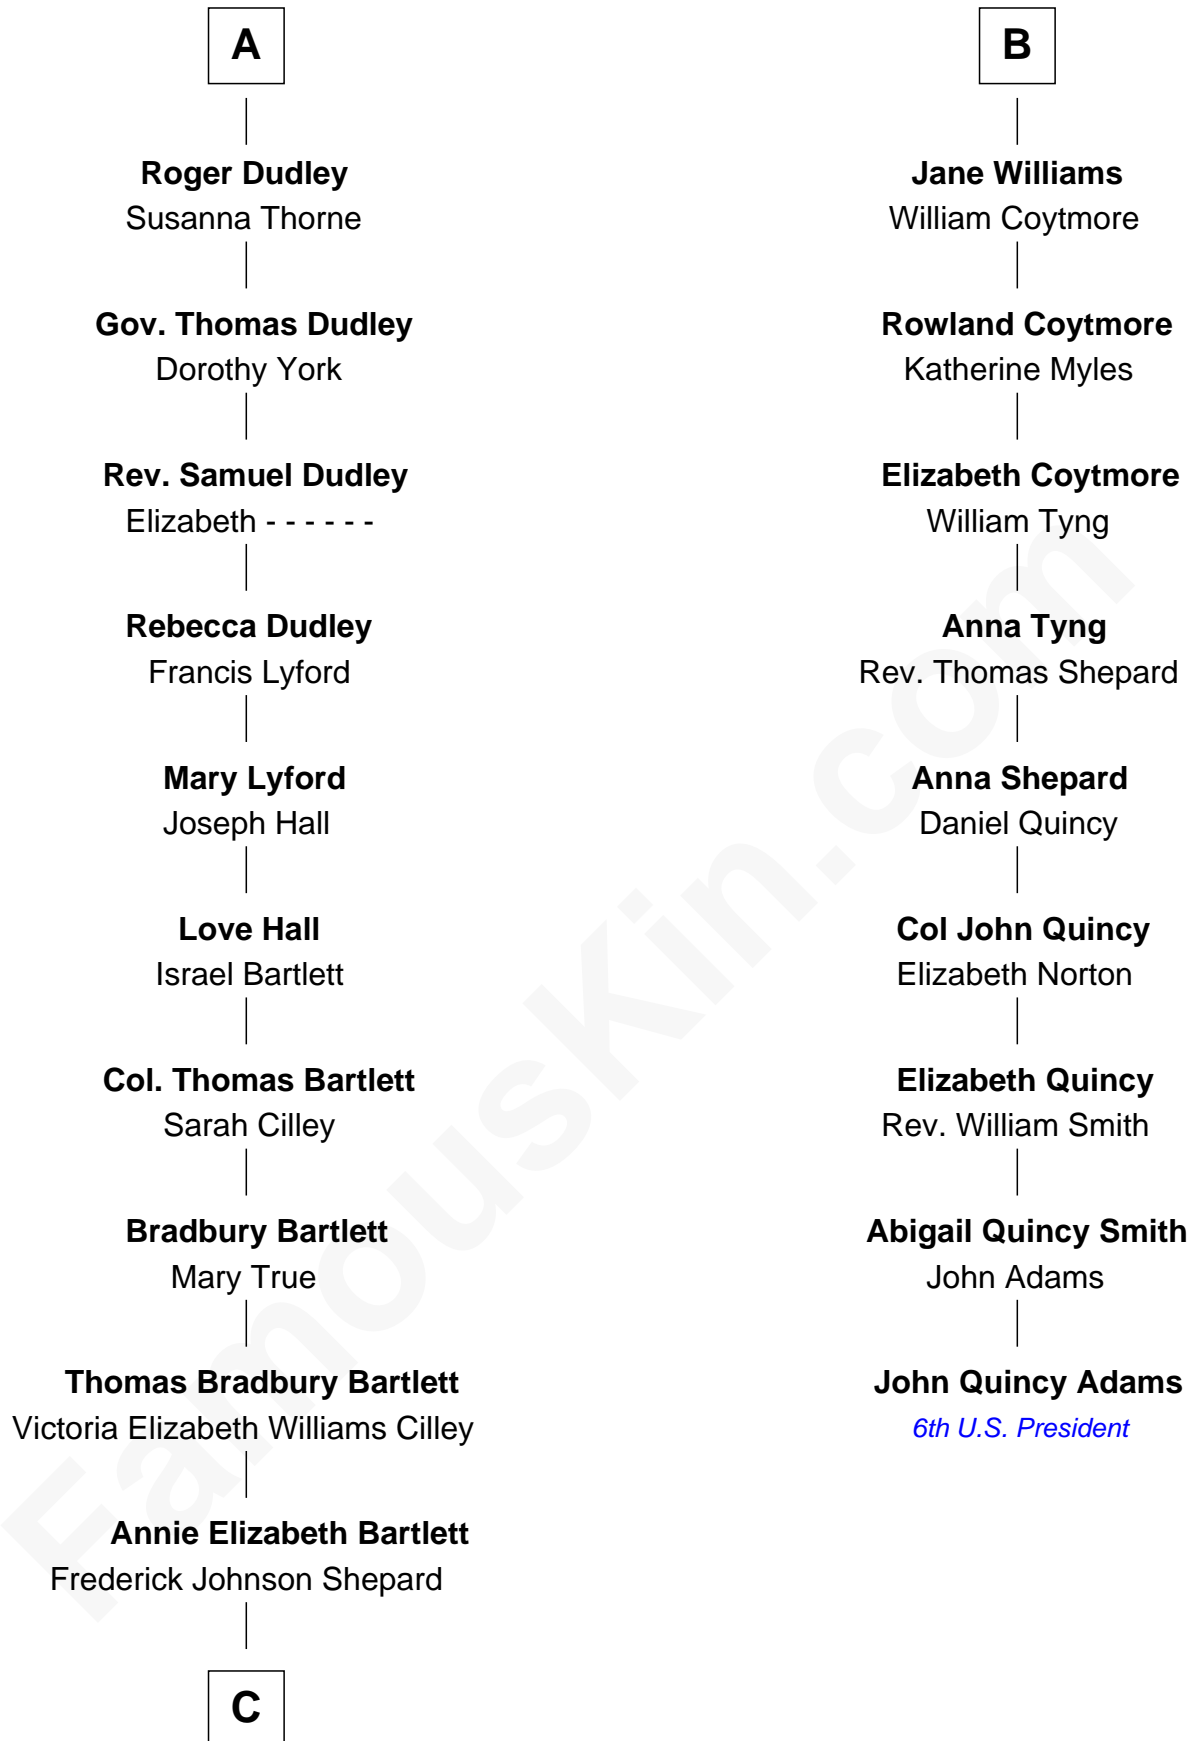 A
Roger Dudley
Susanna Thorne
Gov. Thomas Dudley
Dorothy York
Rev. Samuel Dudley
Elizabeth - - - - - -
Rebecca Dudley
Francis Lyford
Mary Lyford
Joseph Hall
Love Hall
Israel Bartlett
Col. Thomas Bartlett
Sarah Cilley
Bradbury Bartlett
Mary True
Thomas Bradbury Bartlett
Victoria Elizabeth Williams Cilley
Annie Elizabeth Bartlett
Frederick Johnson Shepard
C
B
Jane Williams
William Coytmore
Rowland Coytmore
Katherine Myles
Elizabeth Coytmore
William Tyng
Anna Tyng
Rev. Thomas Shepard
Anna Shepard
Daniel Quincy
Col John Quincy
Elizabeth Norton
Elizabeth Quincy
Rev. William Smith
Abigail Quincy Smith
John Adams
John Quincy Adams
6th U.S. President
FamousKin.com